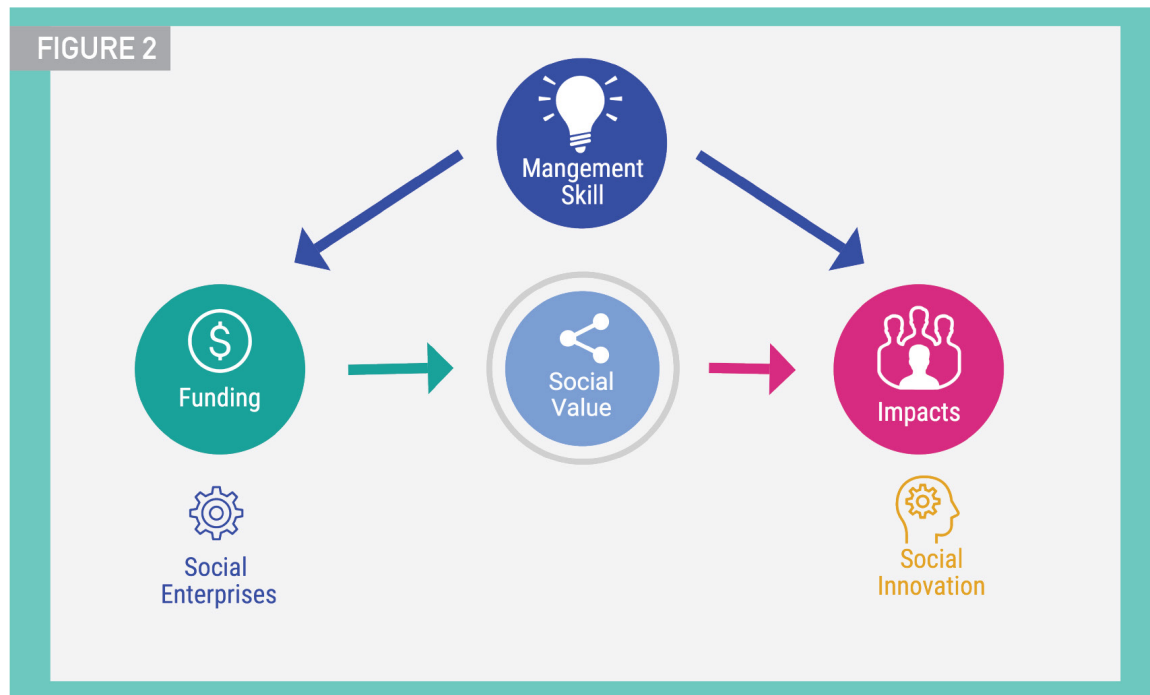 FIGURE 2
Mangement
Skill
$
Funding
Social
Value
Impacts
Social
Enterprises
Social
Innovation